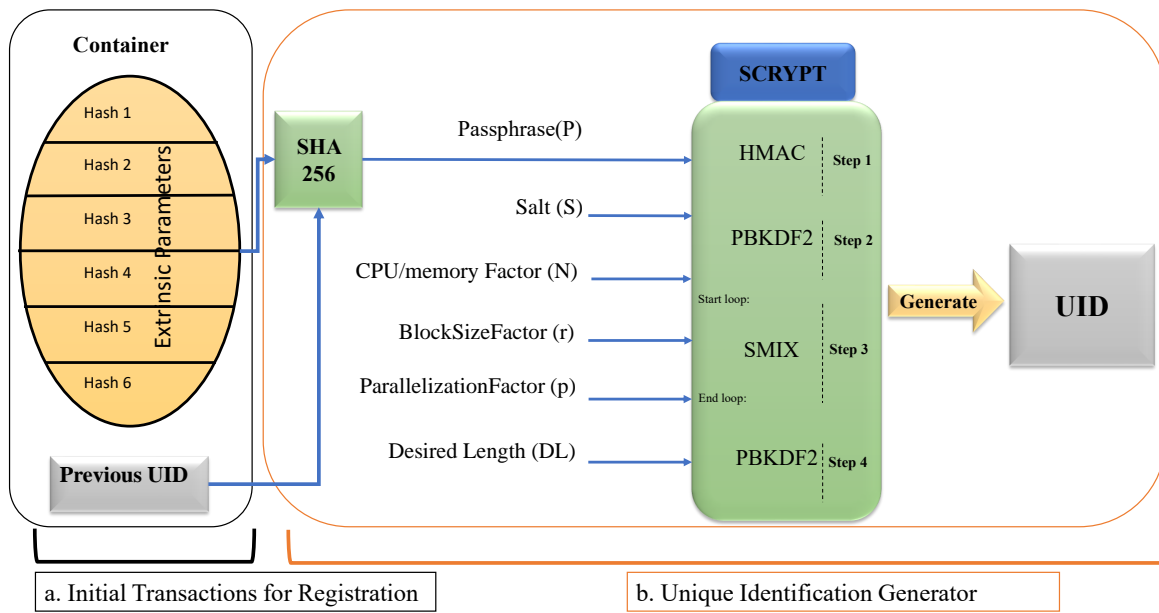 Container
Hash 1
Hash 2
Hash 3
Hash 4
Hash 5
Hash 6
Extrinsic Parameters
Previous UID
SHA
256
Passphrase(P)
Salt (S)
CPU/memory Factor (N)
BlockSizeFactor (r)
ParallelizationFactor (p)
Desired Length (DL)
SCRYPT
HMAC
Step 1
PBKDF2
Step 2
Start loop:
SMIX
Step 3
End loop:
PBKDF2
Step 4
Generate
UID
a. Initial Transactions for Registration
b. Unique Identification Generator